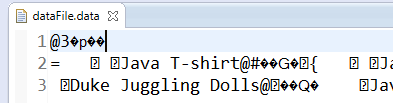 dataFile.data
1 @3�p��
2 =   Java T-shirt@#��G�{   Ja
3 Duke Juggling Dolls@��Q�   Jav